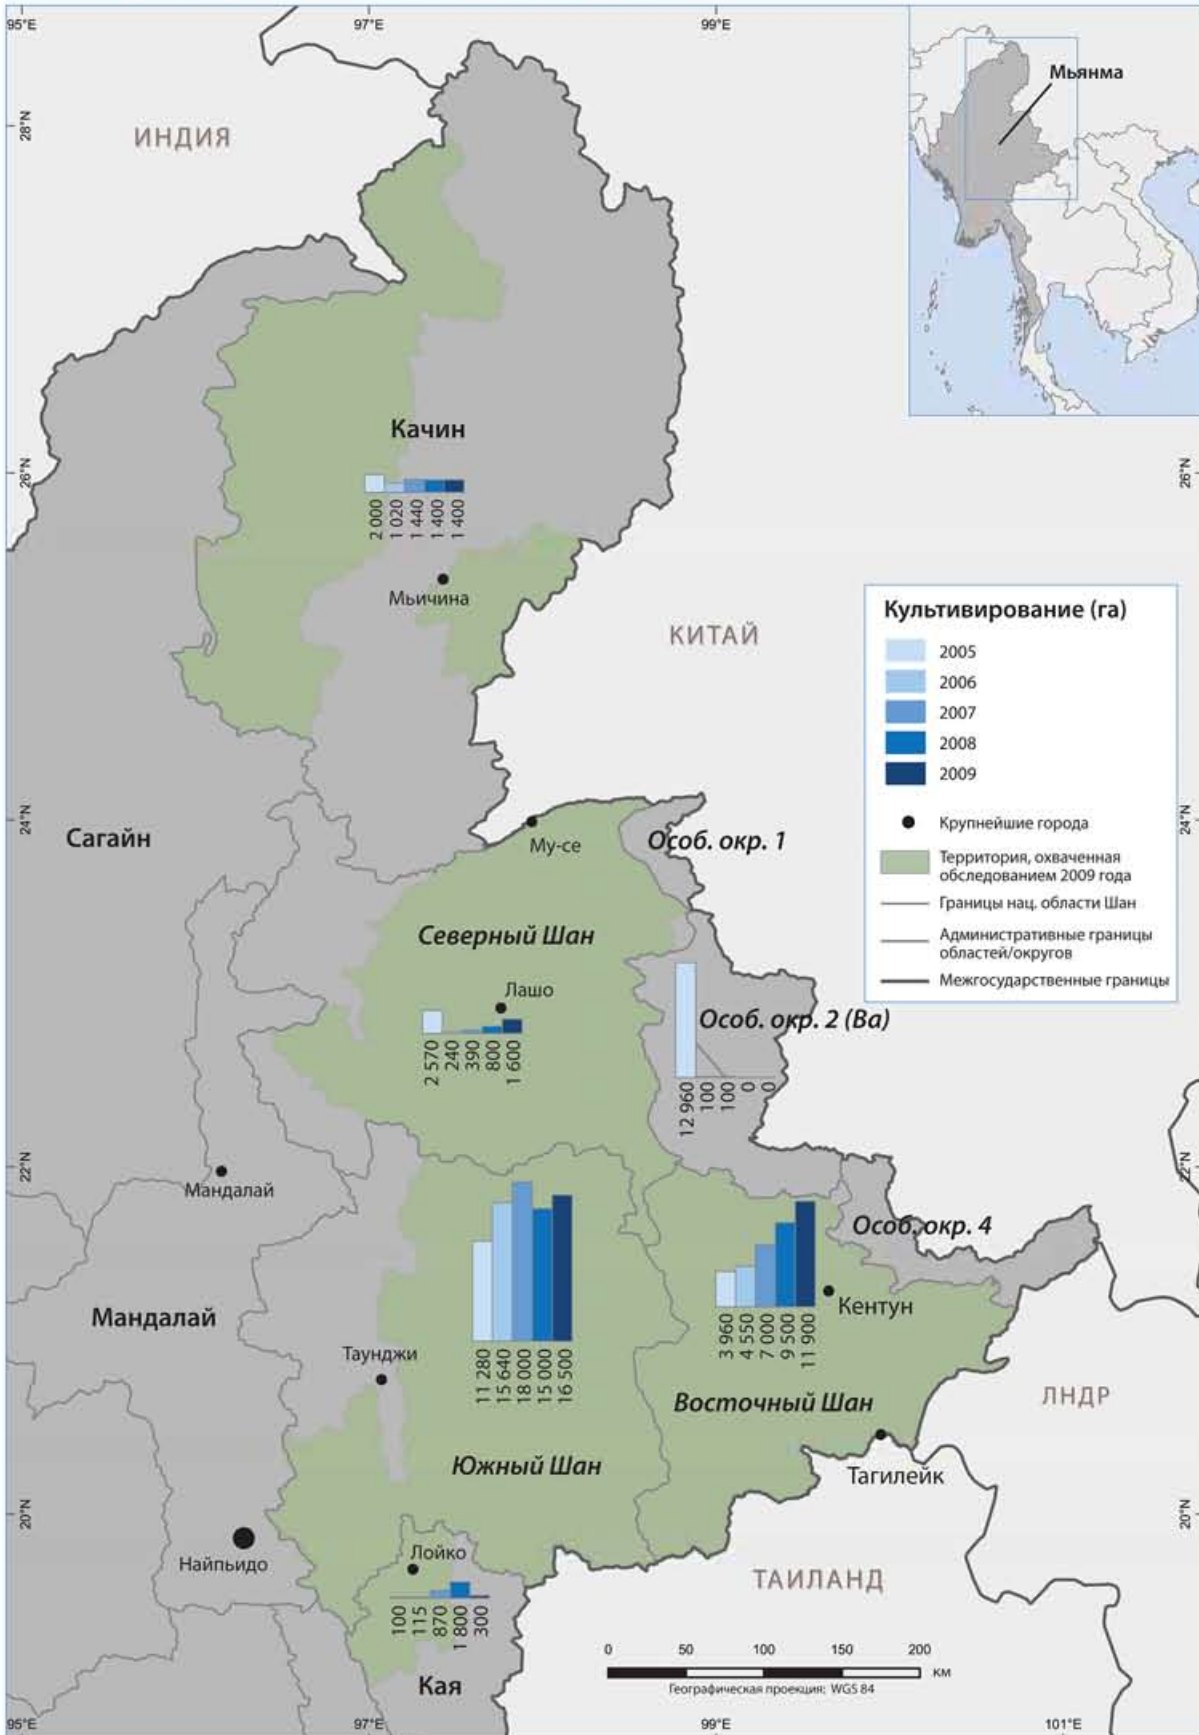 95°E
97°E
99°E
28°N
ИНДИЯ
Мьянма
Качин
26°N
26°N
2 000
1 020
1 440
1 400
1 400
Мьичина
КИТАЙ
Культивирование (га)
2005
2006
2007
2008
2009
Крупнейшие города
Территория, охваченная
обследованием 2009 года
Границы нац. области Шан
Административные границы
областей/округов
Межгосударственные границы
24°N
24°N
Сагайн
Му-се
Особ. окр. 1
Северный Шан
Лашо
2 570
240
390
800
1 600
Особ. окр. 2 (Ва)
12 960
100
100
0
0
22°N
22°N
Мандалай
Особ. окр. 4
Мандалай
Кентун
11 280
15 640
18 000
15 000
16 500
3 960
4 550
7 000
9 500
11 900
Таунджи
Восточный Шан
ЛНДР
Южный Шан
Тагилейк
20°N
20°N
Найпьидо
Лойко
100
115
870
1 800
300
ТАИЛАНД
Кая
0 50 100 150 200
км
Географическая проекция: WGS 84
95°E
97°E
99°E
101°E